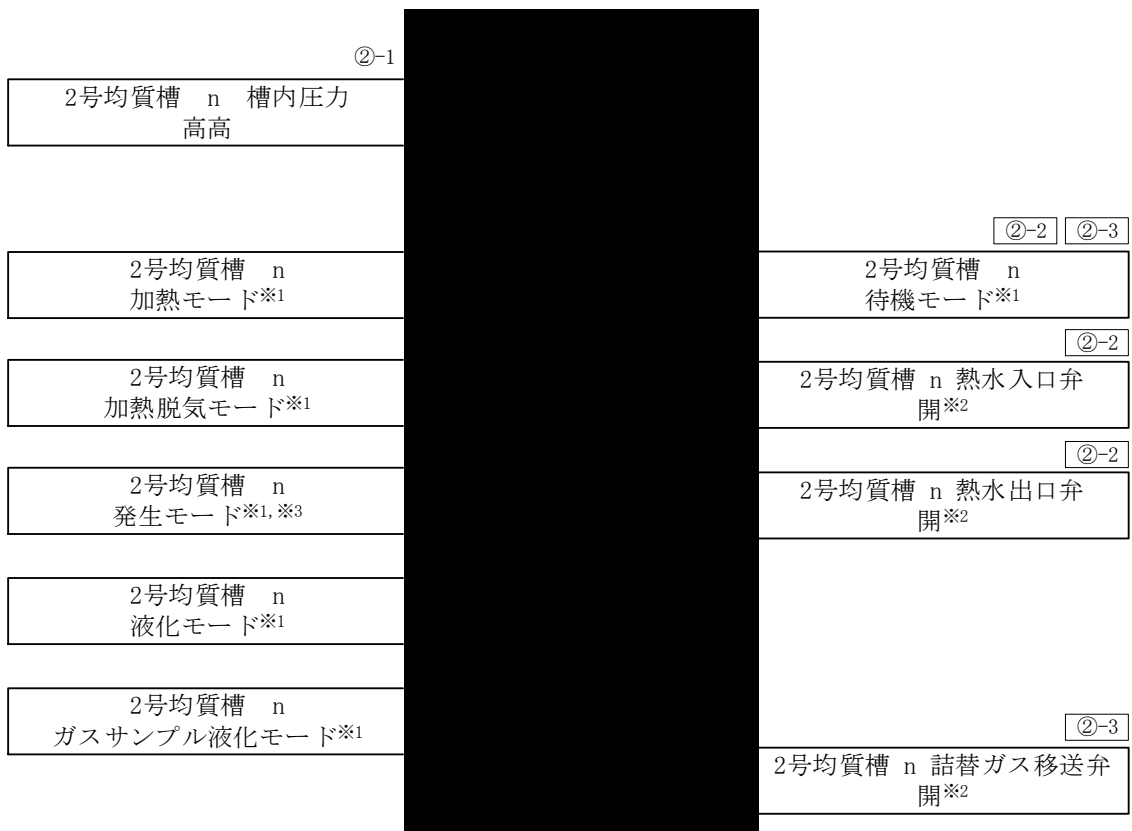 ②-1
2号均質槽 n 槽内圧力
高高
2号均質槽 n
加熱モード※1
2号均質槽 n
加熱脱気モード※1
2号均質槽 n
発生モード※1,※3
2号均質槽 n
液化モード※1
2号均質槽 n
ガスサンプル液化モード※1
②-2 ②-3
2号均質槽 n
待機モード※1
②-2
2号均質槽 n 熱水入口弁
開※2
②-2
2号均質槽 n 熱水出口弁
開※2
②-3
2号均質槽 n 詰替ガス移送弁
開※2